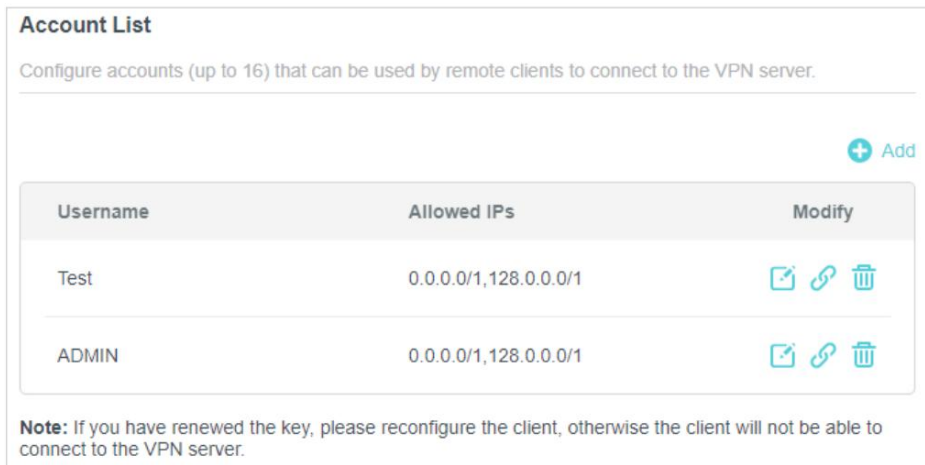 Account List
Configure accounts (up to 16) that can be used by remote clients to connect to the VPN server.
Add
Username Allowed IPs Modify
Test 0.0.0.0/1,128.0.0.0/1
ADMIN 0.0.0.0/1,128.0.0.0/1
Note: If you have renewed the key, please reconfigure the client, otherwise the client will not be able to
connect to the VPN server.